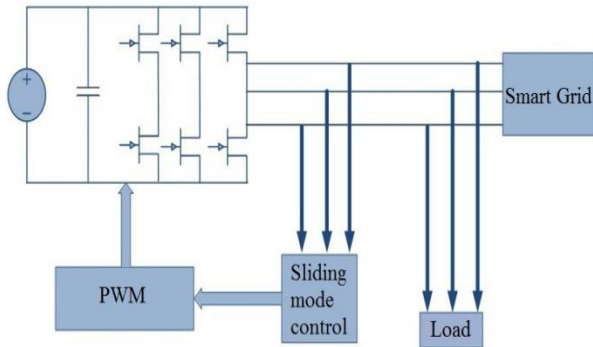 +
−
Smart Grid
PWM
Sliding
mode
control
Load